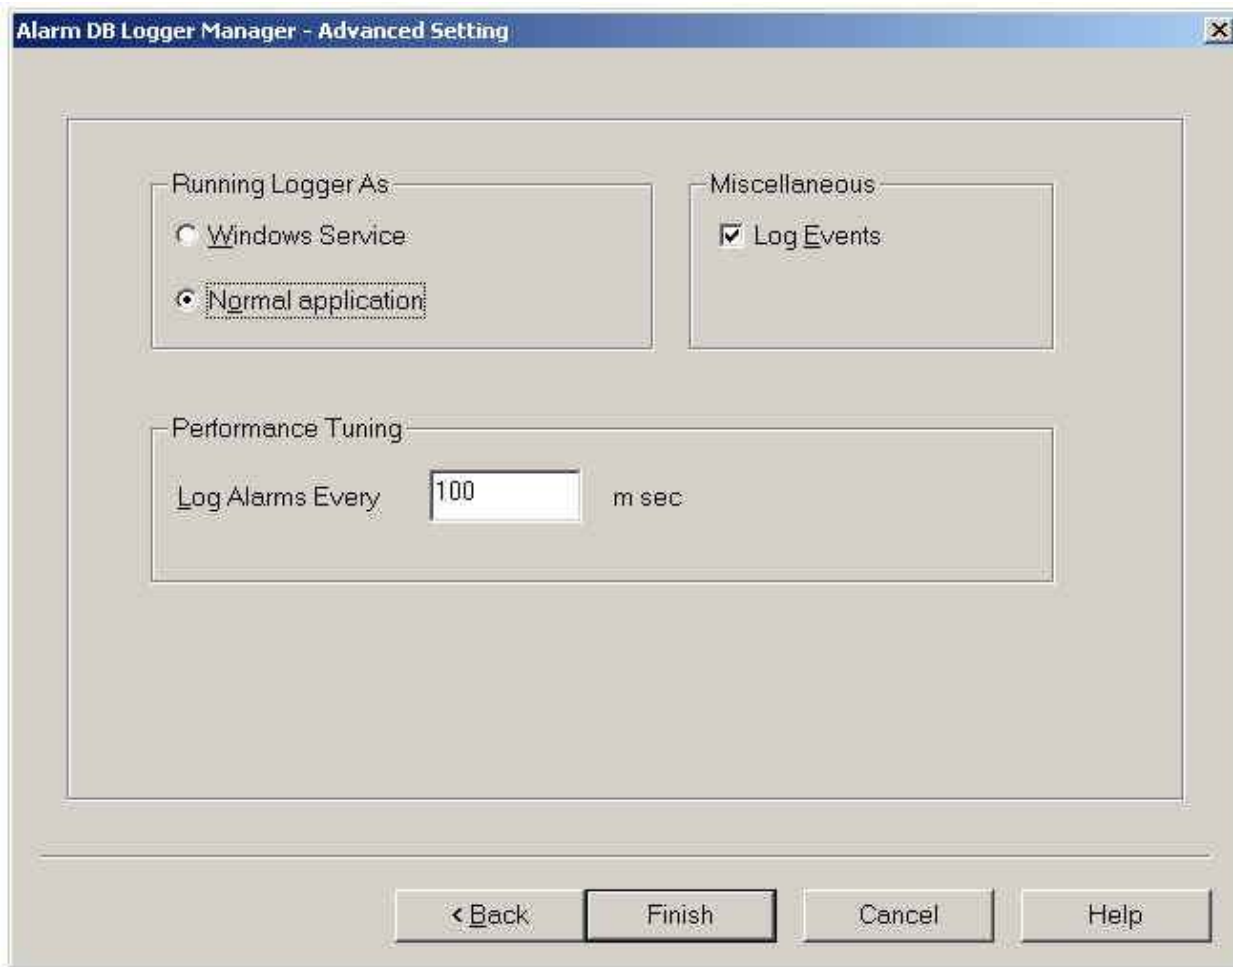 Alarm DB Logger Manager - Advanced Setting
Running Logger As
Windows Service
Normal application
Miscellaneous
Log Events
Performance Tuning
Log Alarms Every 100 m sec
< Back Finish Cancel Help